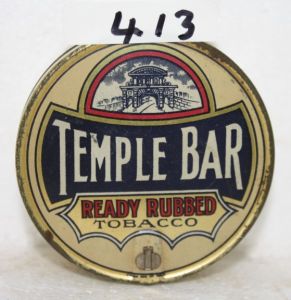 413
TEMPLE BAR
READY RUBBED
TOBACCO